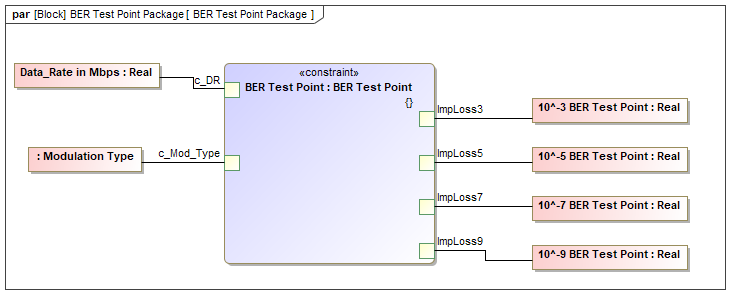 par [Block] BER Test Point Package [ BER Test Point Package ]
«constraint»
BER Test Point : BER Test Point
{}
Data_Rate in Mbps : Real
c_DR
: Modulation Type
c_Mod_Type
ImpLoss3
10^-3 BER Test Point : Real
ImpLoss5
10^-5 BER Test Point : Real
ImpLoss7
10^-7 BER Test Point : Real
ImpLoss9
10^-9 BER Test Point : Real